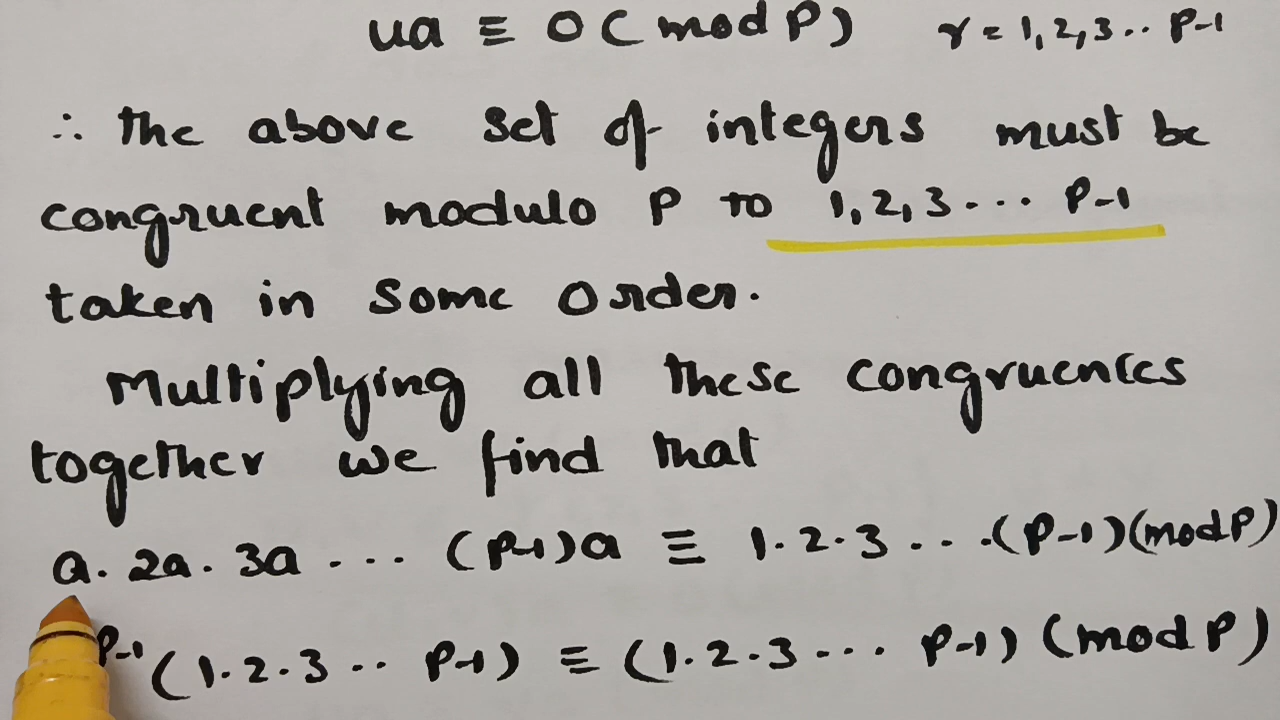 ua ≡ 0 (mod P) r = 1, 2, 3 .. P-1
∴ The above set of integers must be
congruent modulo P to 1, 2, 3 ... P-1
taken in some order.
Multiplying all these congruences
together we find that
a. 2a. 3a ... (P-1)a ≡ 1. 2. 3 ... (P-1) (mod P)
P-1 (1. 2. 3 .. P-1) ≡ (1. 2. 3 ... P-1) (mod P)